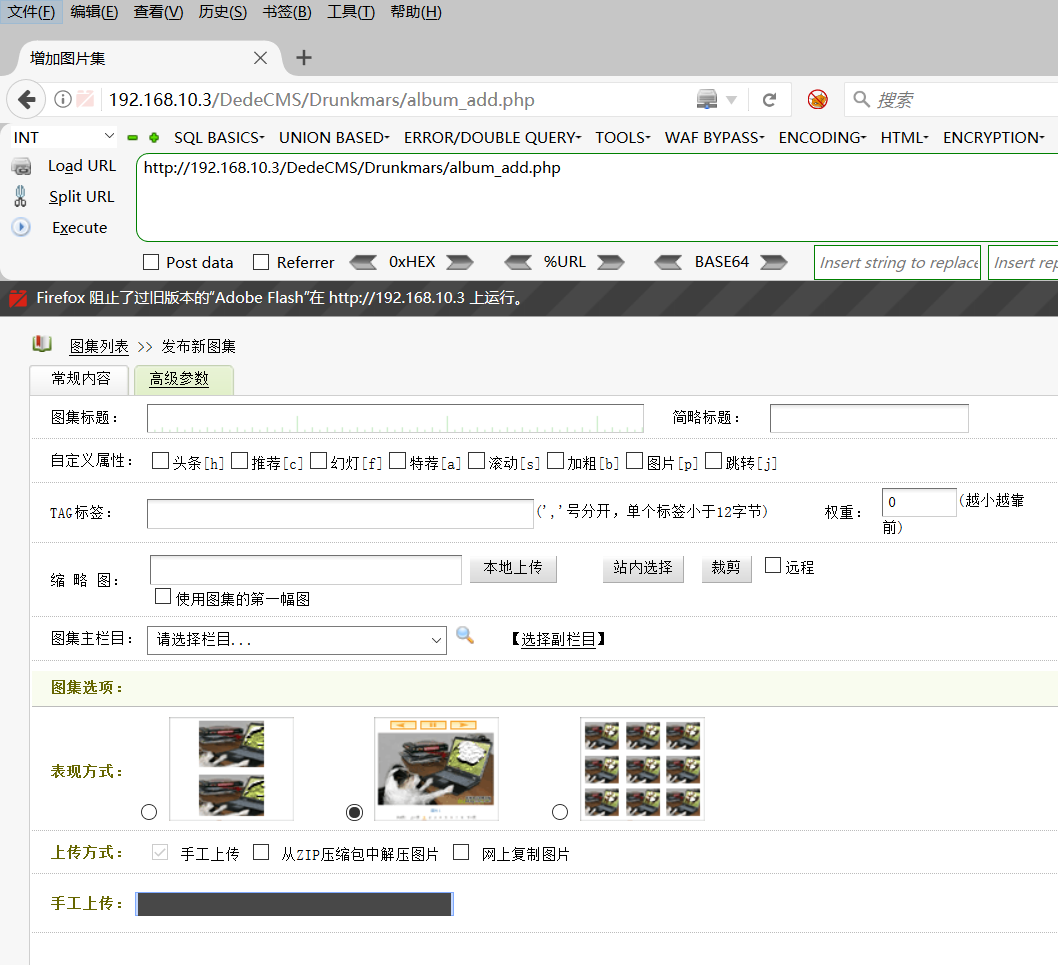 文件(F) 编辑(E) 查看(V) 历史(S) 书签(B) 工具(T) 帮助(H)
增加图片集
192.168.10.3/DedeCMS/Drunkmars/album_add.php 搜索
INT SQL BASICS UNION BASED ERROR/DOUBLE QUERY TOOLS WAF BYPASS ENCODING HTML ENCRYPTION
Load URL http://192.168.10.3/DedeCMS/Drunkmars/album_add.php
Split URL
Execute
Post data Referrer 0xHEX %URL BASE64 Insert string to replace Insert rep
Firefox 阻止了过旧版本的“Adobe Flash”在 http://192.168.10.3 上运行。
图集列表 >> 发布新图集
常规内容 高级参数
图集标题： 简略标题：
自定义属性： 头条[h] 推荐[c] 幻灯[f] 特荐[a] 滚动[s] 加粗[b] 图片[p] 跳转[j]
TAG标签： (','号分开，单个标签小于12字节) 权重： 0 (越小越靠
前)
缩 略 图： 本地上传 站内选择 裁剪 远程
使用图集的第一幅图
图集主栏目： 请选择栏目... 【选择副栏目】
图集选项：
表现方式：
上传方式： 手工上传 从ZIP压缩包中解压图片 网上复制图片
手工上传：